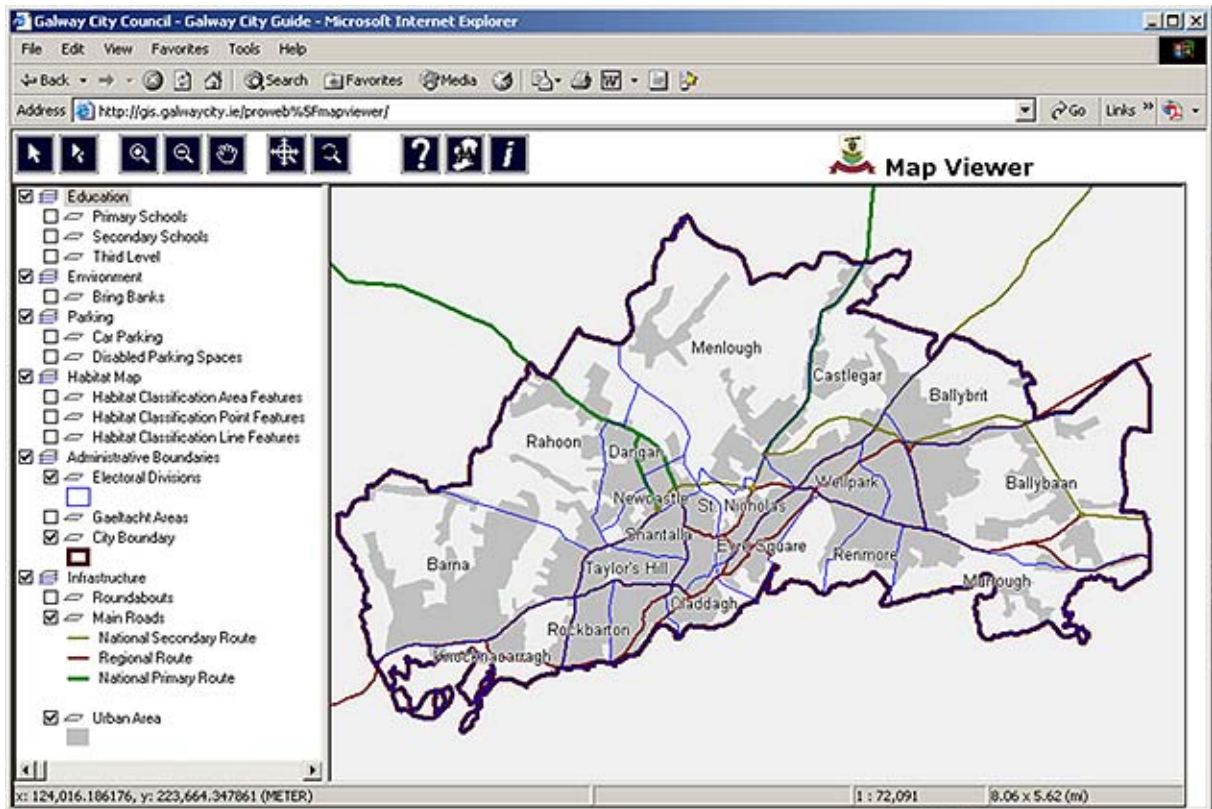 Galway City Council - Galway City Guide - Microsoft Internet Explorer
File Edit View Favorites Tools Help
Back Search Favorites Media
Address http://gis.galwaycity.ie/proweb%5Fmapviewer/ Go Links »
? i Map Viewer
Education
Primary Schools
Secondary Schools
Third Level
Environment
Bring Banks
Parking
Car Parking
Disabled Parking Spaces
Habitat Map
Habitat Classification Area Features
Habitat Classification Point Features
Habitat Classification Line Features
Administrative Boundaries
Electoral Divisions
Gaeltacht Areas
City Boundary
Infrastructure
Roundabouts
Main Roads
National Secondary Route
Regional Route
National Primary Route
Urban Area
Menlough
Castlegar
Ballybrit
Rahoon
Dangan
Newcastle
St. Nicholas
Wellpark
Ballybaan
Shantalla
Eyre Square
Renmore
Barna
Taylor's Hill
Murlough
Claddagh
Rockbarton
Knocknacarragh
x: 124,016.186176, y: 223,664.347861 (METER) 1 : 72,091 8.06 x 5.62 (mi)